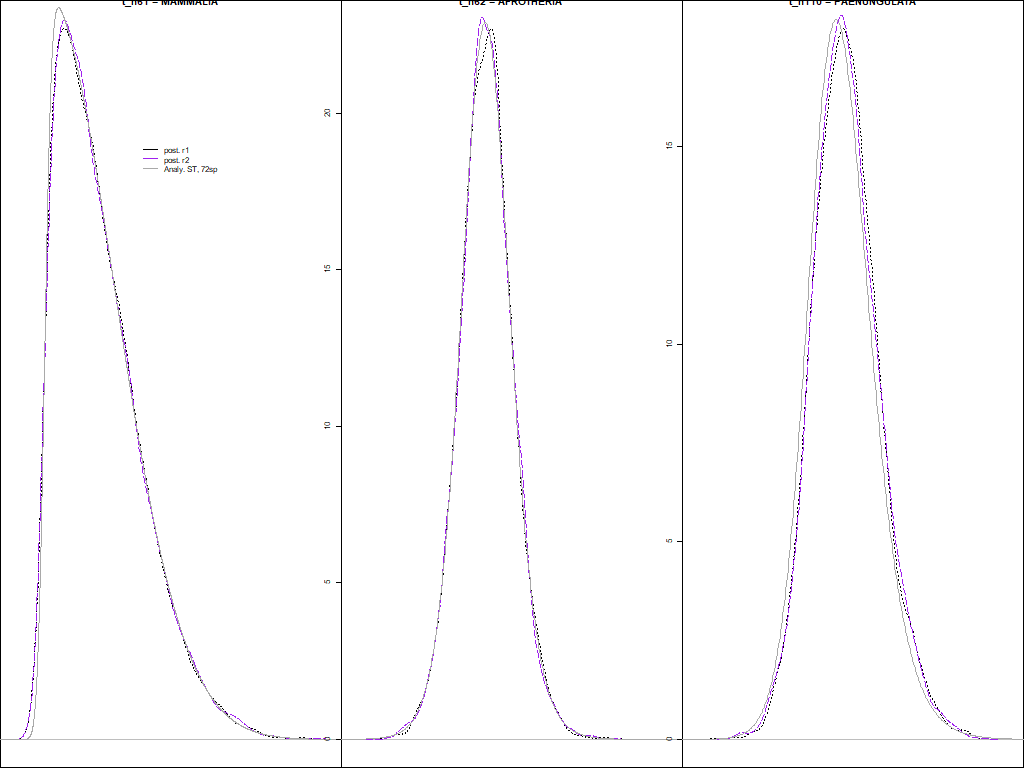 t_n61 = MAMMALIA
t_n62 = AFROTHERIA
t_n110 = PAENUNGULATA
post. r1
post. r2
Analy. ST, 72sp
20
15
10
5
0
15
10
5
0